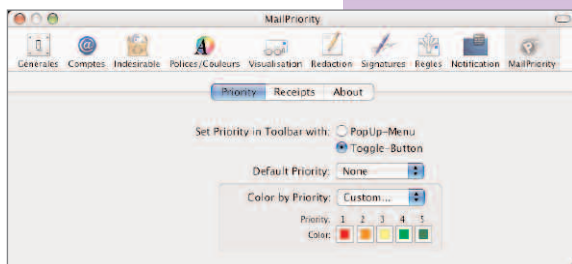 MailPriority
Générales Comptes Indésirable Polices/Couleurs Visualisation Rédaction Signatures Règles Notification MailPriority
Priority Receipts About
Set Priority in Toolbar with: PopUp-Menu
Toggle-Button
Default Priority: None
Color by Priority: Custom...
Priority: 1 2 3 4 5
Color: